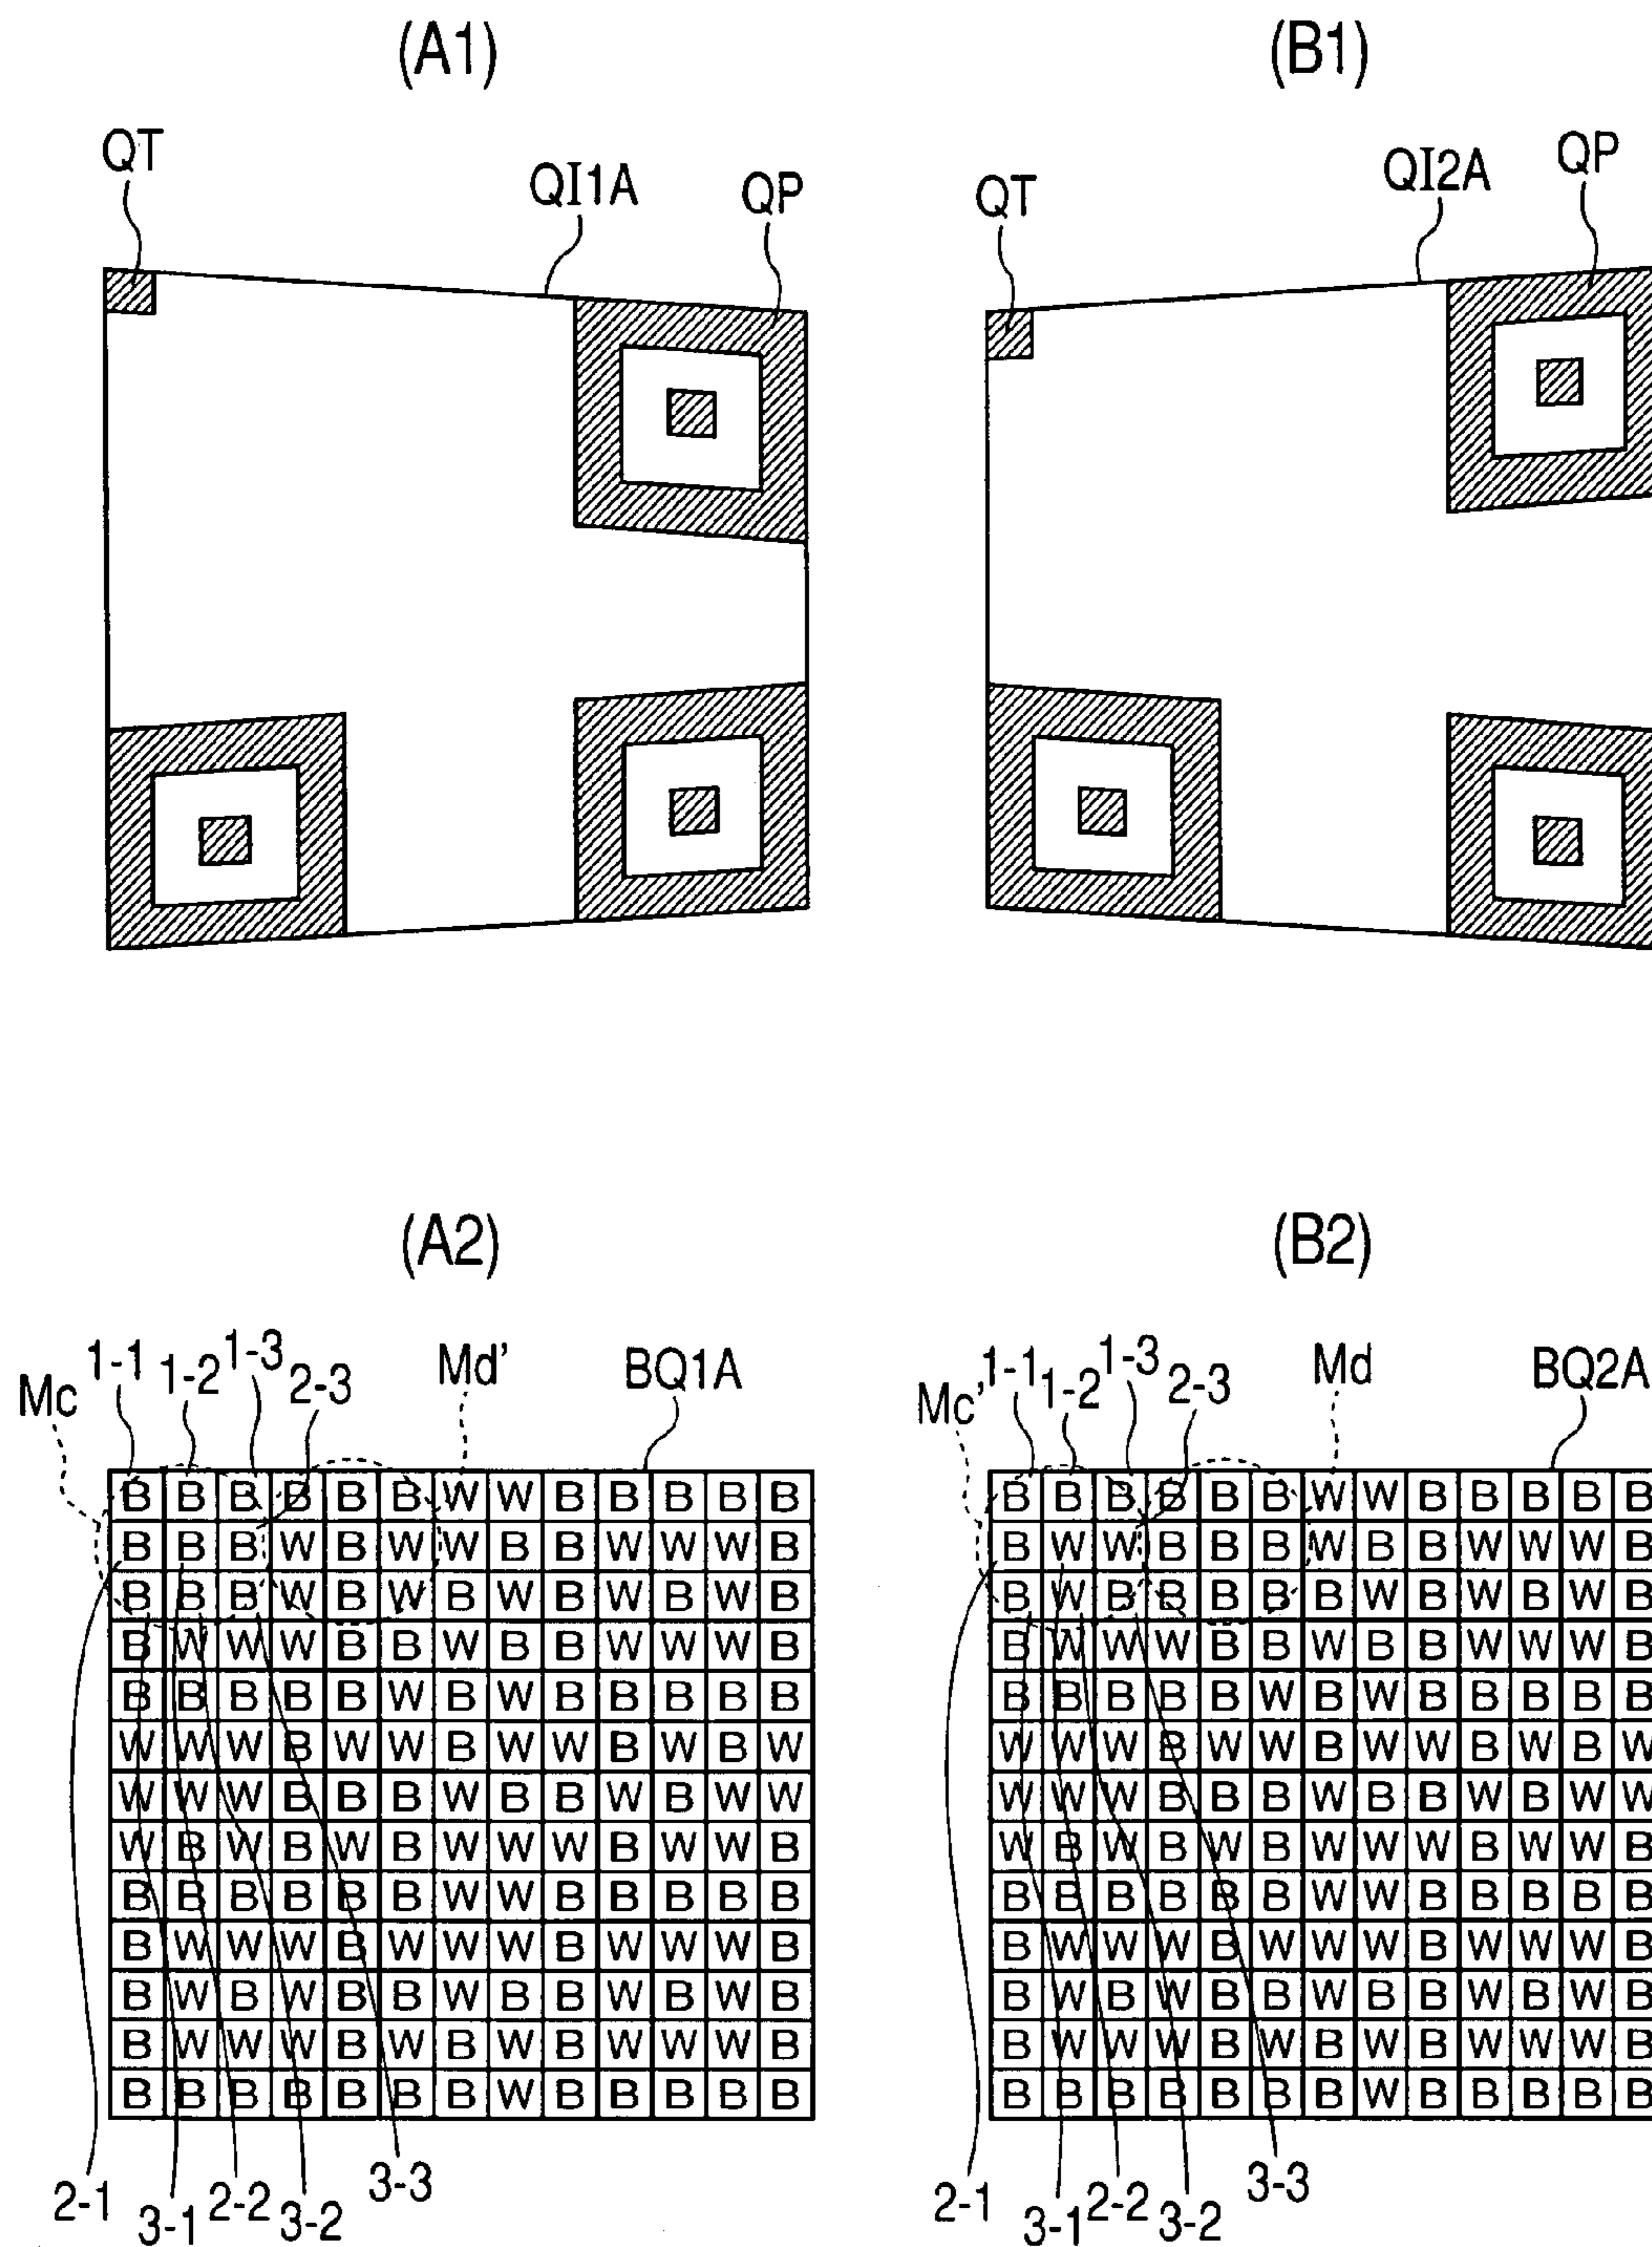 (A1) (B1)
QT QI1A QP QT QI2A QP
(A2) (B2)
Mc 1-1 1-2 1-3 2-3 Md' BQ1A Mc' 1-1 1-2 1-3 2-3 Md BQ2A
B B B B B B W W B B B B B B B B B B B W W B B B B B
B B B W B W W B B W W W B B W W B B B W B B W W W B
B B B W B W B W B W B W B B W B B B B B W B W B W B
B W W W B B W B B W W W B B W W W B B W B B W W W B
B B B B B W B W B B B B B B B B B B W B W B B B B B
W W W B W W B W W B W B W W W W B W W B W W B W B W
W W W B B B W B B W B W W W W W B B B W B B W B W W
W B W B W B W W W B W W B W B W B W B W W W B W W B
B B B B B B W W B B B B B B B B B B B W W B B B B B
B W W W B W W W B W W W B B W W W B W W W B W W W B
B W B W B B W B B W B W B B W B W B B W B B W B W B
B W W W B W B W B W W W B B W W W B W B W B W W W B
B B B B B B B W B B B B B B B B B B B B W B B B B B
2-1 3-1 2-2 3-2 3-3 2-1 3-1 2-2 3-2 3-3